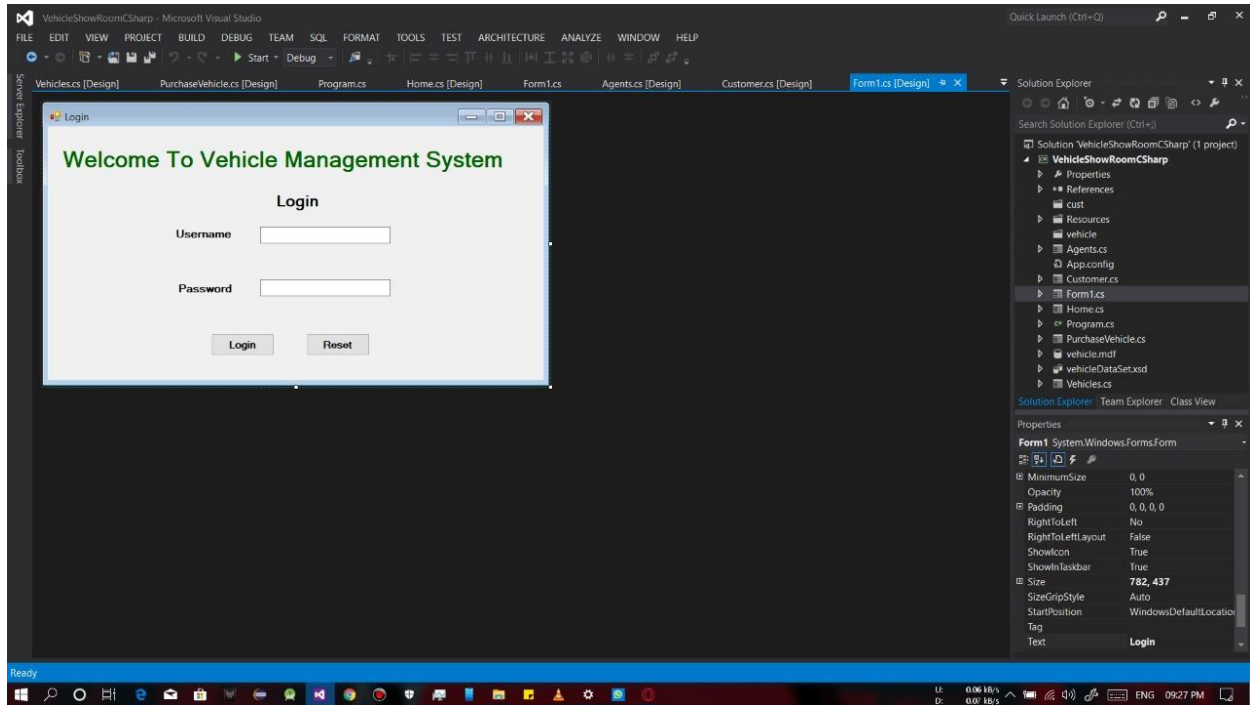 VehicleShowRoomCSharp - Microsoft Visual Studio
Quick Launch (Ctrl+Q)
FILE EDIT VIEW PROJECT BUILD DEBUG TEAM SQL FORMAT TOOLS TEST ARCHITECTURE ANALYZE WINDOW HELP
Start Debug
Server Explorer
Toolbox
Vehicles.cs [Design] PurchaseVehicle.cs [Design] Program.cs Home.cs [Design] Form1.cs Agents.cs [Design] Customer.cs [Design] Form1.cs [Design]
Login
Welcome To Vehicle Management System
Login
Username
Password
Login Reset
Solution Explorer
Search Solution Explorer (Ctrl+;)
Solution 'VehicleShowRoomCSharp' (1 project)
VehicleShowRoomCSharp
Properties
References
cust
Resources
vehicle
Agents.cs
App.config
Customer.cs
Form1.cs
Home.cs
Program.cs
PurchaseVehicle.cs
vehicle.mdf
vehicleDataSet.xsd
Vehicles.cs
Solution Explorer Team Explorer Class View
Properties
Form1 System.Windows.Forms.Form
MinimumSize 0, 0
Opacity 100%
Padding 0, 0, 0, 0
RightToLeft No
RightToLeftLayout False
ShowIcon True
ShowInTaskbar True
Size 782, 437
SizeGripStyle Auto
StartPosition WindowsDefaultLocation
Tag
Text Login
Ready
U: 0.06 kB/s
D: 0.07 kB/s
ENG 09:27 PM